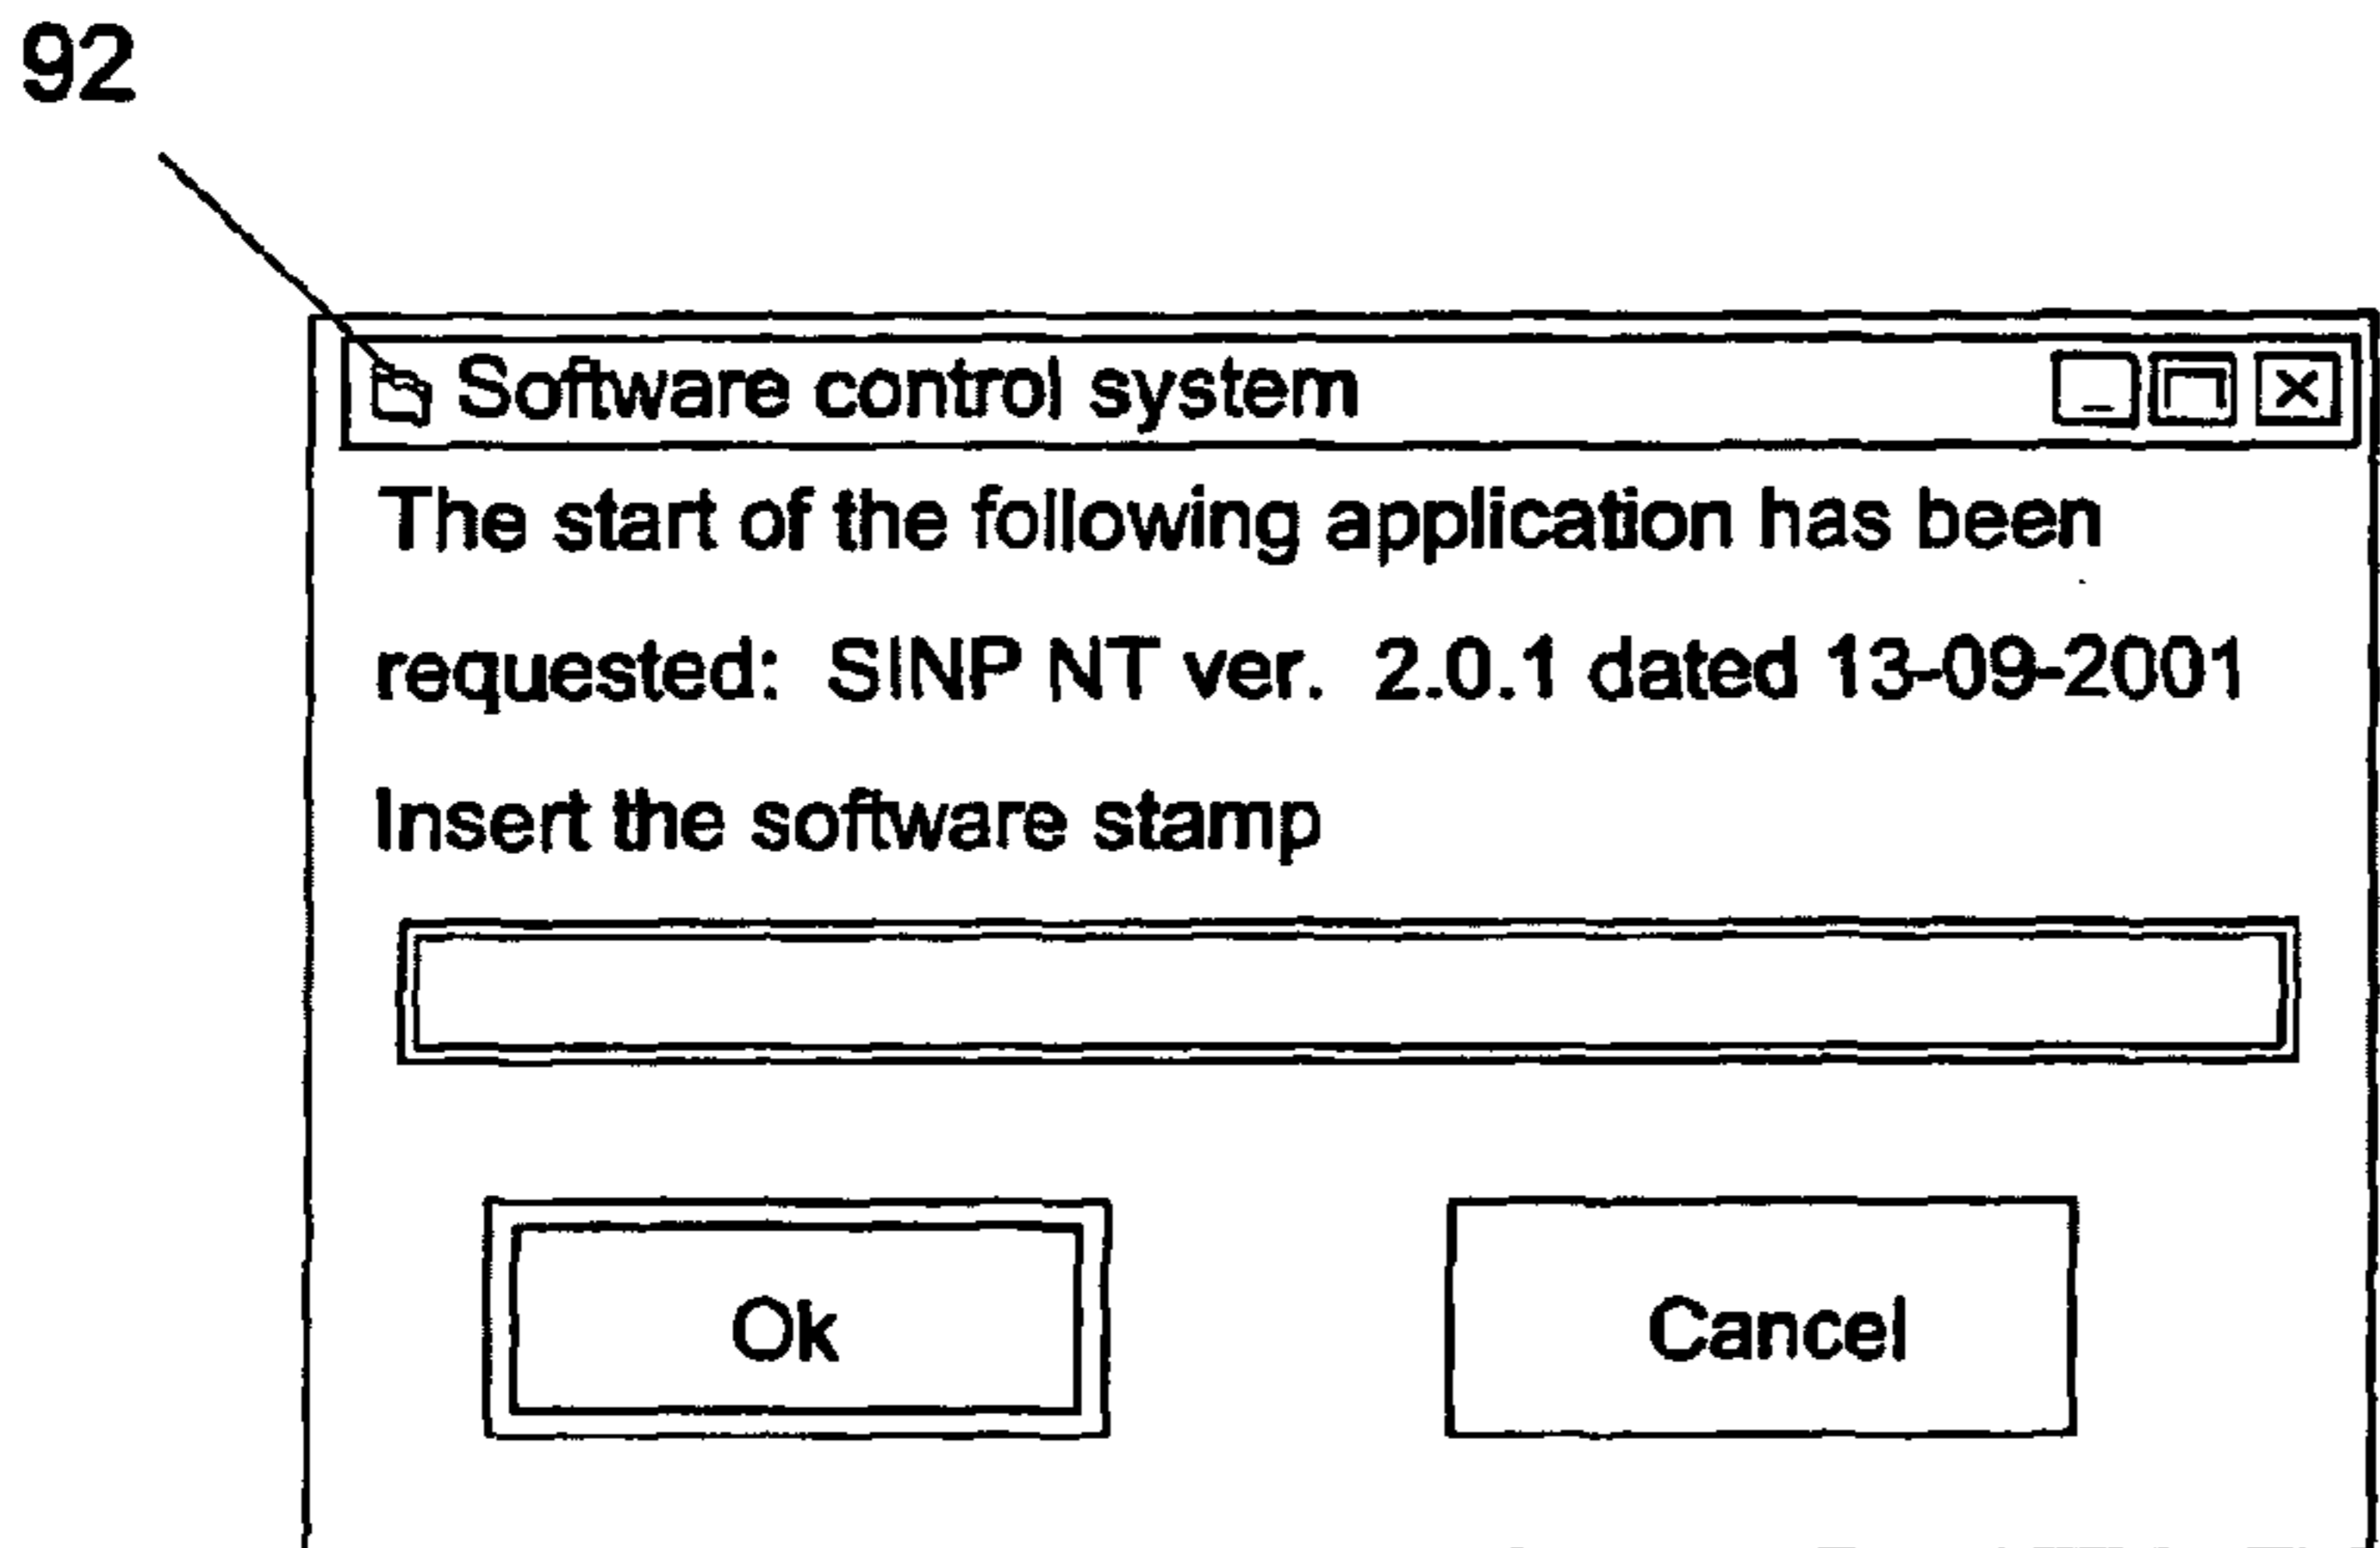 92
Software control system
The start of the following application has been
requested: SINP NT ver. 2.0.1 dated 13-09-2001
Insert the software stamp
Ok Cancel